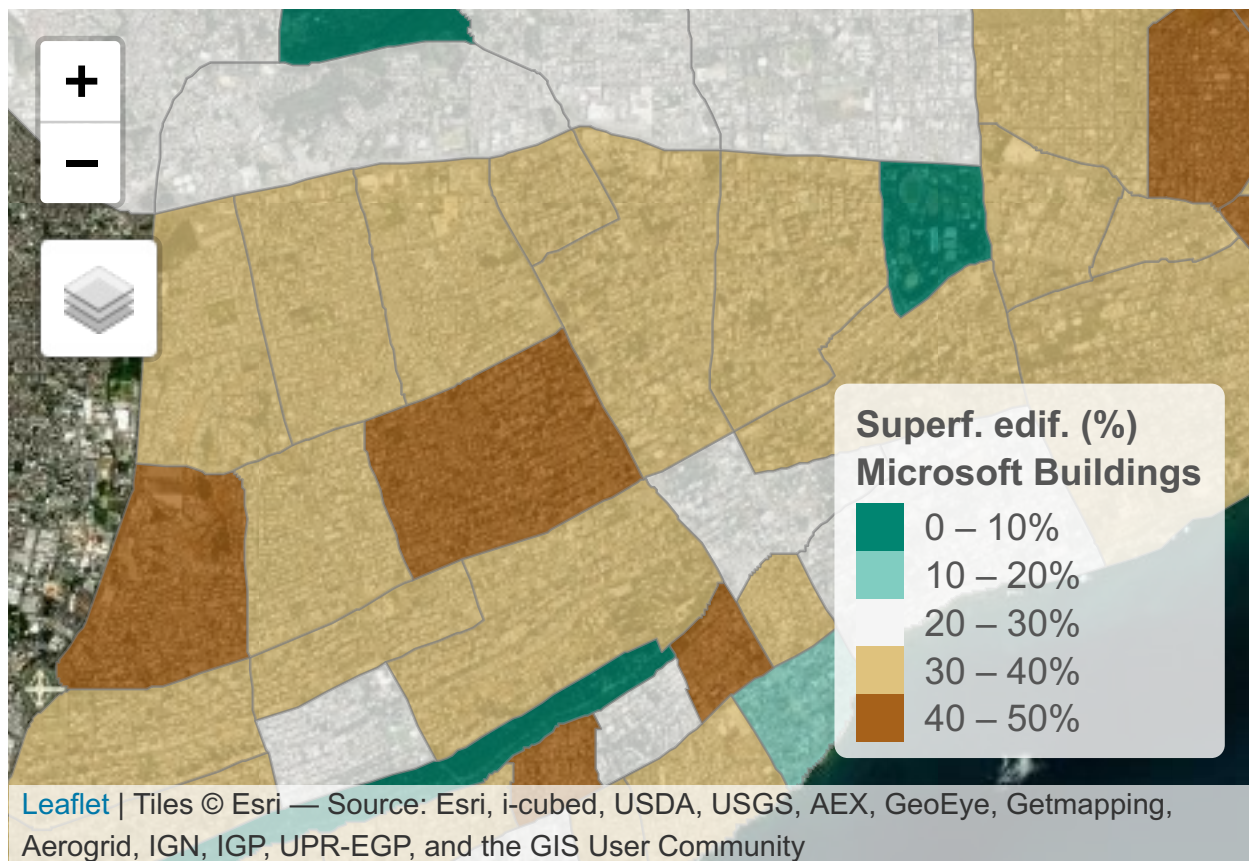 +
−
Superf. edif. (%)
Microsoft Buildings
0 – 10%
10 – 20%
20 – 30%
30 – 40%
40 – 50%
Leaflet | Tiles © Esri — Source: Esri, i-cubed, USDA, USGS, AEX, GeoEye, Getmapping,
Aerogrid, IGN, IGP, UPR-EGP, and the GIS User Community